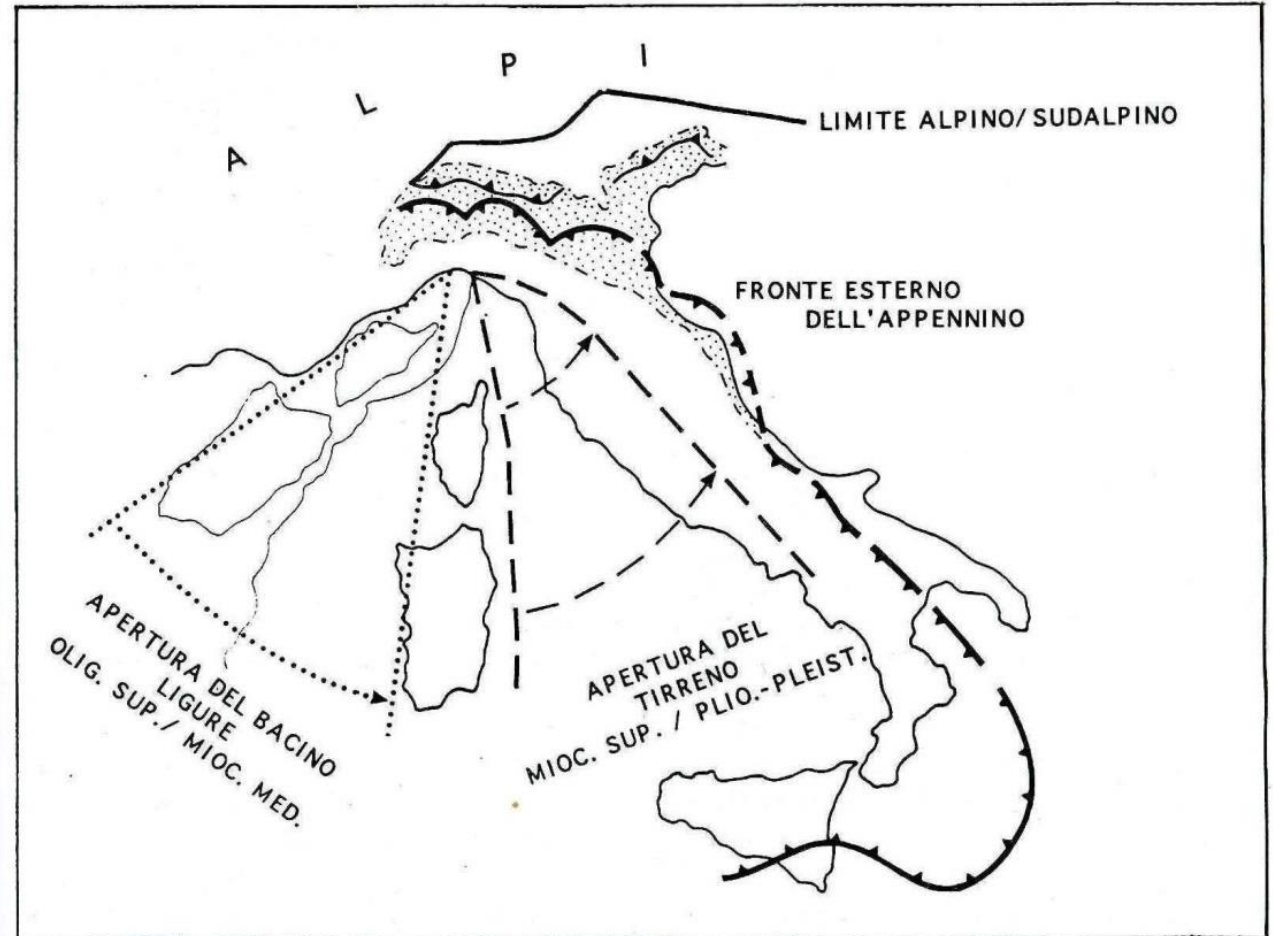 A L P I
LIMITE ALPINO/SUDALPINO
FRONTE ESTERNO
DELL'APPENNINO
APERTURA DEL BACINO
LIGURE
OLIG. SUP./ MIOC. MED.
APERTURA DEL
TIRRENO
MIOC. SUP. / PLIO.-PLEIST.